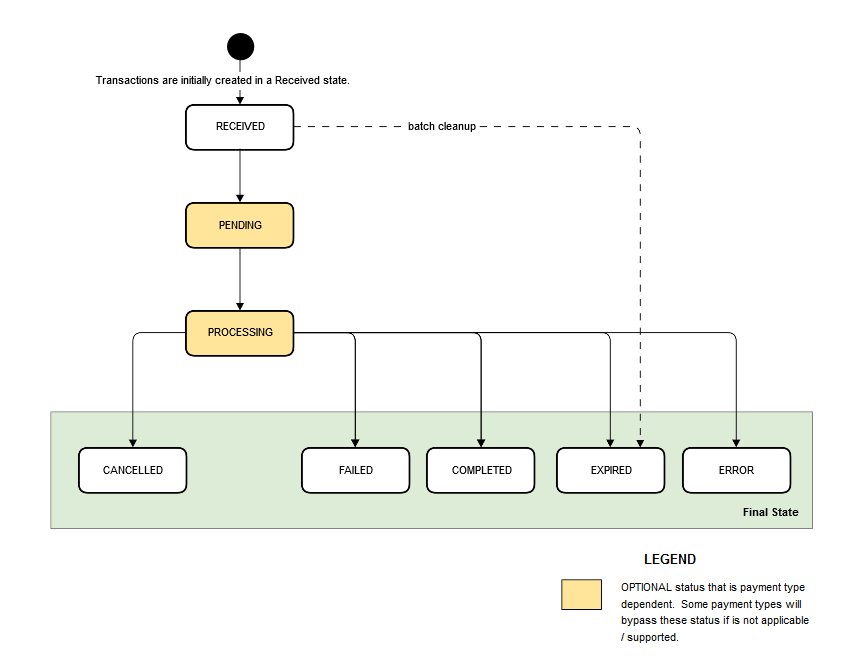 Transactions are initially created in a Received state.
RECEIVED
batch cleanup
PENDING
PROCESSING
CANCELLED
FAILED
COMPLETED
EXPIRED
ERROR
Final State
LEGEND
OPTIONAL status that is payment type
dependent. Some payment types will
bypass these status if is not applicable
/ supported.